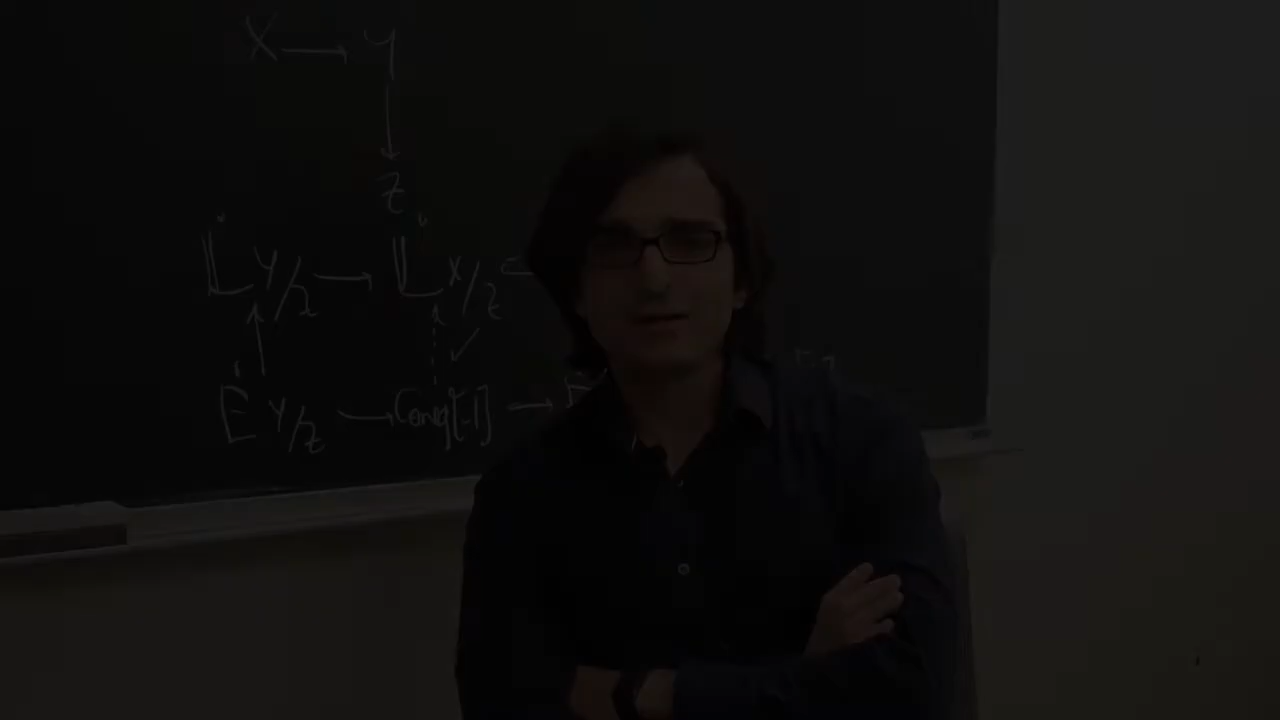 X → Y
↓
Z
𝕃˙ Y/Z → 𝕃˙ X/Z
E˙ Y/Z → Cone[-1] → E